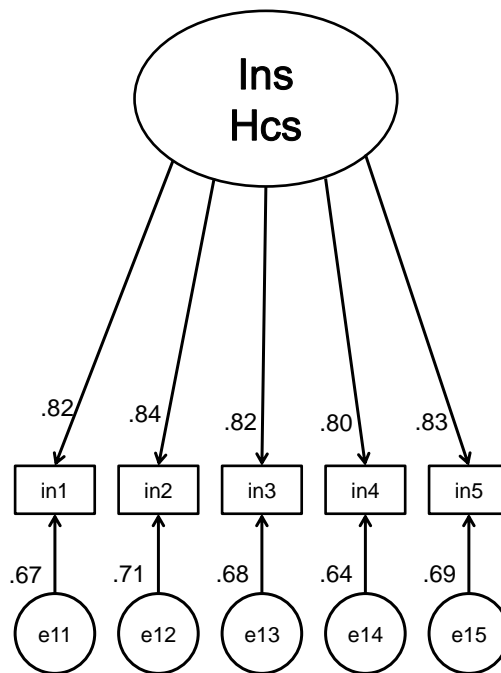 Ins
Hcs
.82 .84 .82 .80 .83
in1 in2 in3 in4 in5
.67 .71 .68 .64 .69
e11 e12 e13 e14 e15